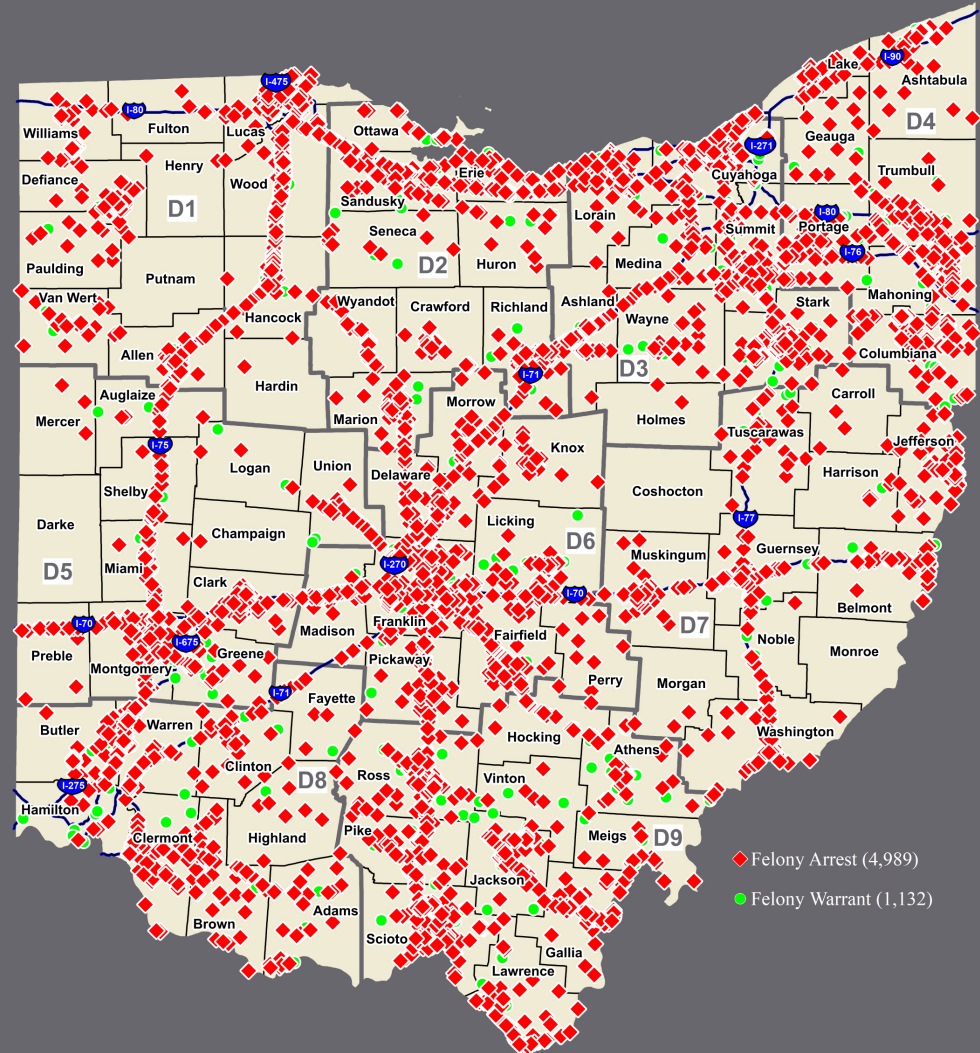 I-90
Lake
Ashtabula
I-475
I-80
Williams
Fulton
Lucas
Ottawa
D4
Geauga
I-271
Henry
Defiance
Wood
Erie
Cuyahoga
Trumbull
D1
Sandusky
Lorain
I-80
Summit
Portage
Seneca
I-76
Paulding
Putnam
D2
Huron
Medina
Van Wert
Wyandot
Crawford
Richland
Ashland
Stark
Mahoning
Hancock
Wayne
Allen
Columbiana
D3
I-71
Hardin
Auglaize
Morrow
Carroll
Mercer
Marion
Holmes
Tuscarawas
Jefferson
I-75
Knox
Logan
Union
Delaware
Harrison
Shelby
Coshocton
Darke
Licking
I-77
Champaign
D6
Muskingum
Guernsey
D5
Miami
I-270
Clark
I-70
Belmont
I-70
Franklin
D7
Madison
Fairfield
I-675
Greene
Noble
Preble
Montgomery
Pickaway
Monroe
Perry
Morgan
I-71
Fayette
Butler
Warren
Hocking
Washington
Athens
Clinton
D8
Ross
Vinton
I-275
Hamilton
Clermont
Highland
Pike
Meigs
D9
Felony Arrest (4,989)
Jackson
Felony Warrant (1,132)
Adams
Brown
Scioto
Gallia
Lawrence